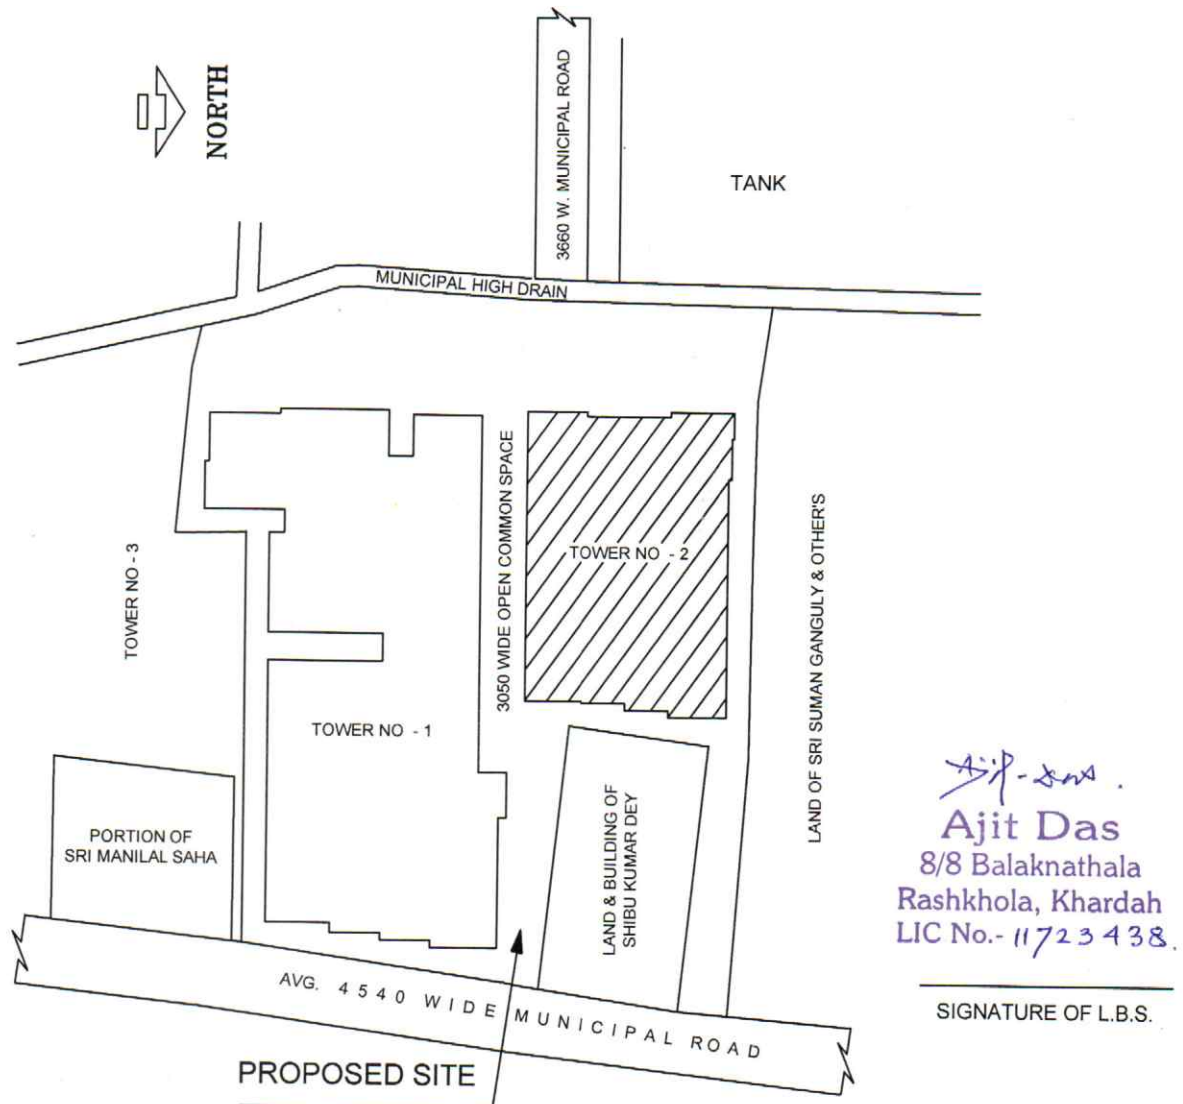 NORTH
3660 W. MUNICIPAL ROAD
TANK
MUNICIPAL HIGH DRAIN
TOWER NO - 3
TOWER NO - 1
3050 WIDE OPEN COMMON SPACE
TOWER NO - 2
LAND OF SRI SUMAN GANGULY & OTHER'S
PORTION OF
SRI MANILAL SAHA
LAND & BUILDING OF
SHIBU KUMAR DEY
AVG. 4540 WIDE MUNICIPAL ROAD
PROPOSED SITE
Ajit Das
8/8 Balaknathala
Rashkhola, Khardah
LIC No.- 11723438.
SIGNATURE OF L.B.S.